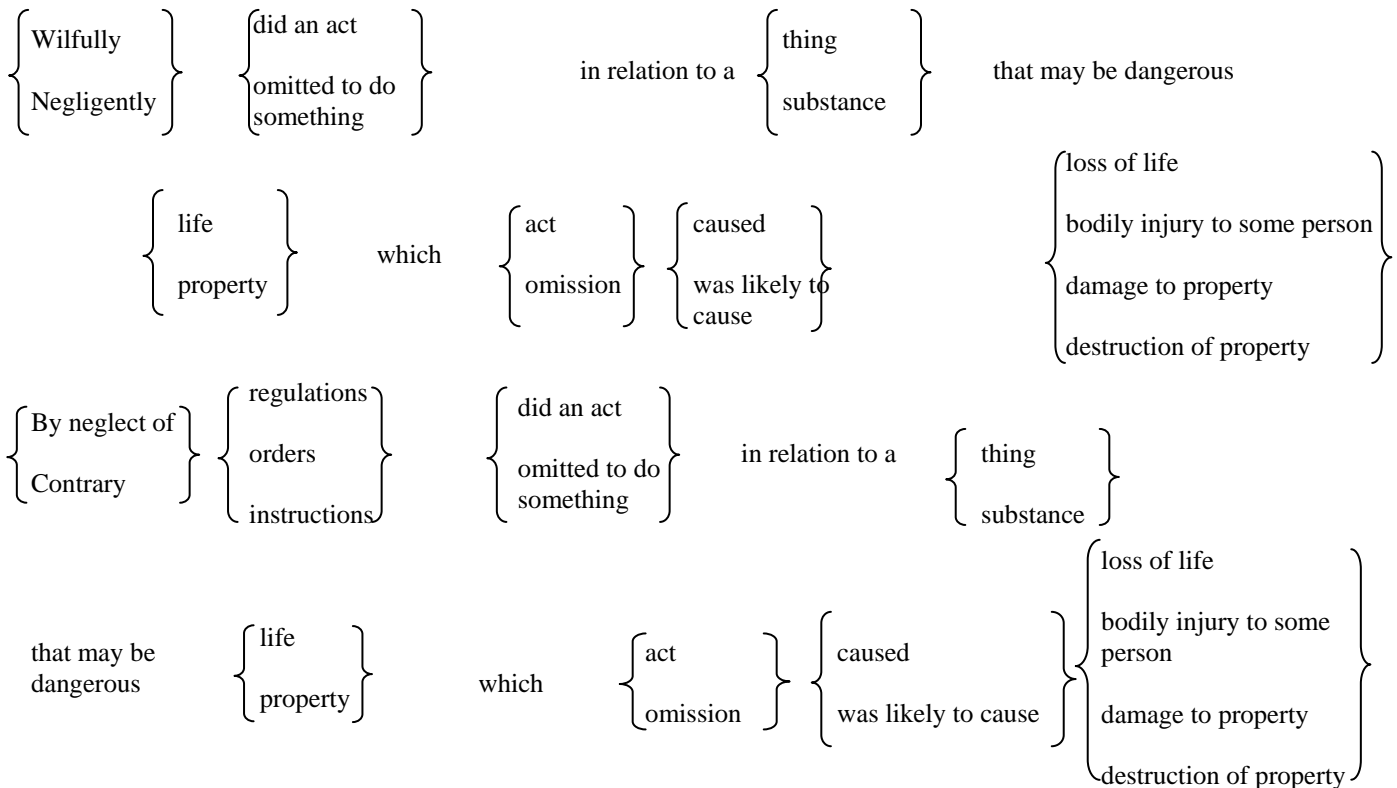 Wilfully
Negligently
did an act
omitted to do
something
in relation to a
thing
substance
that may be dangerous
life
property
which
act
omission
caused
was likely to
cause
loss of life
bodily injury to some person
damage to property
destruction of property
By neglect of
Contrary
regulations
orders
instructions
did an act
omitted to do
something
in relation to a
thing
substance
that may be
dangerous
life
property
which
act
omission
caused
was likely to cause
loss of life
bodily injury to some
person
damage to property
destruction of property